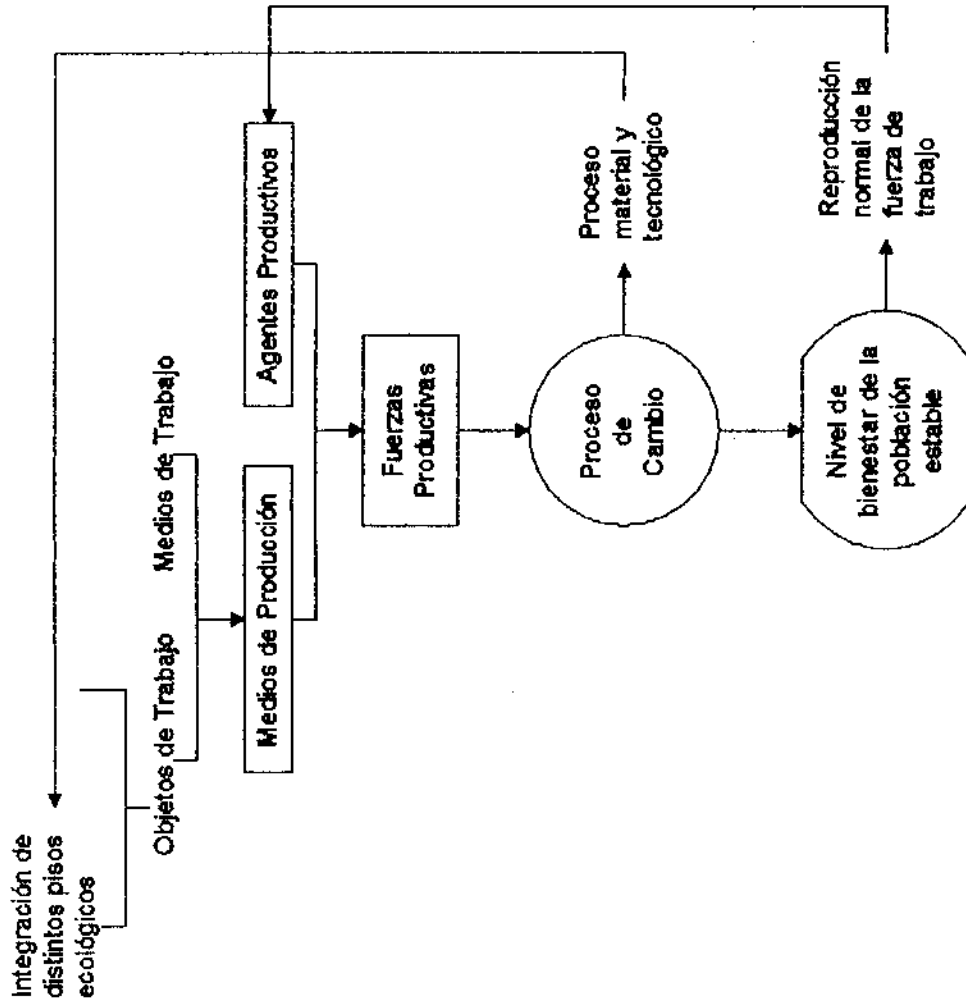 Integración de
distintos pisos
ecológicos
Objetos de Trabajo
Medios de Trabajo
Medios de Producción
Agentes Productivos
Fuerzas
Productivas
Proceso
de
Cambio
Proceso
material y
tecnológico
Nivel de
bienestar de la
población
estable
Reproducción
normal de la
fuerza de
trabajo